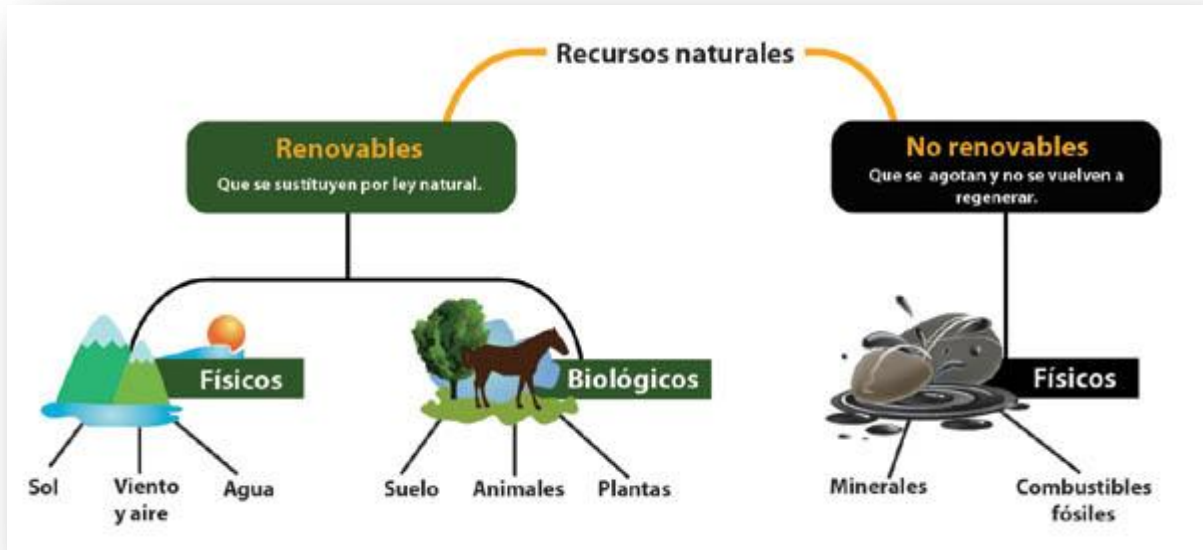 Recursos naturales
Renovables
Que se sustituyen por ley natural.
No renovables
Que se agotan y no se vuelven a
regenerar.
Físicos
Biológicos
Físicos
Sol
Viento
y aire
Agua
Suelo
Animales
Plantas
Minerales
Combustibles
fósiles